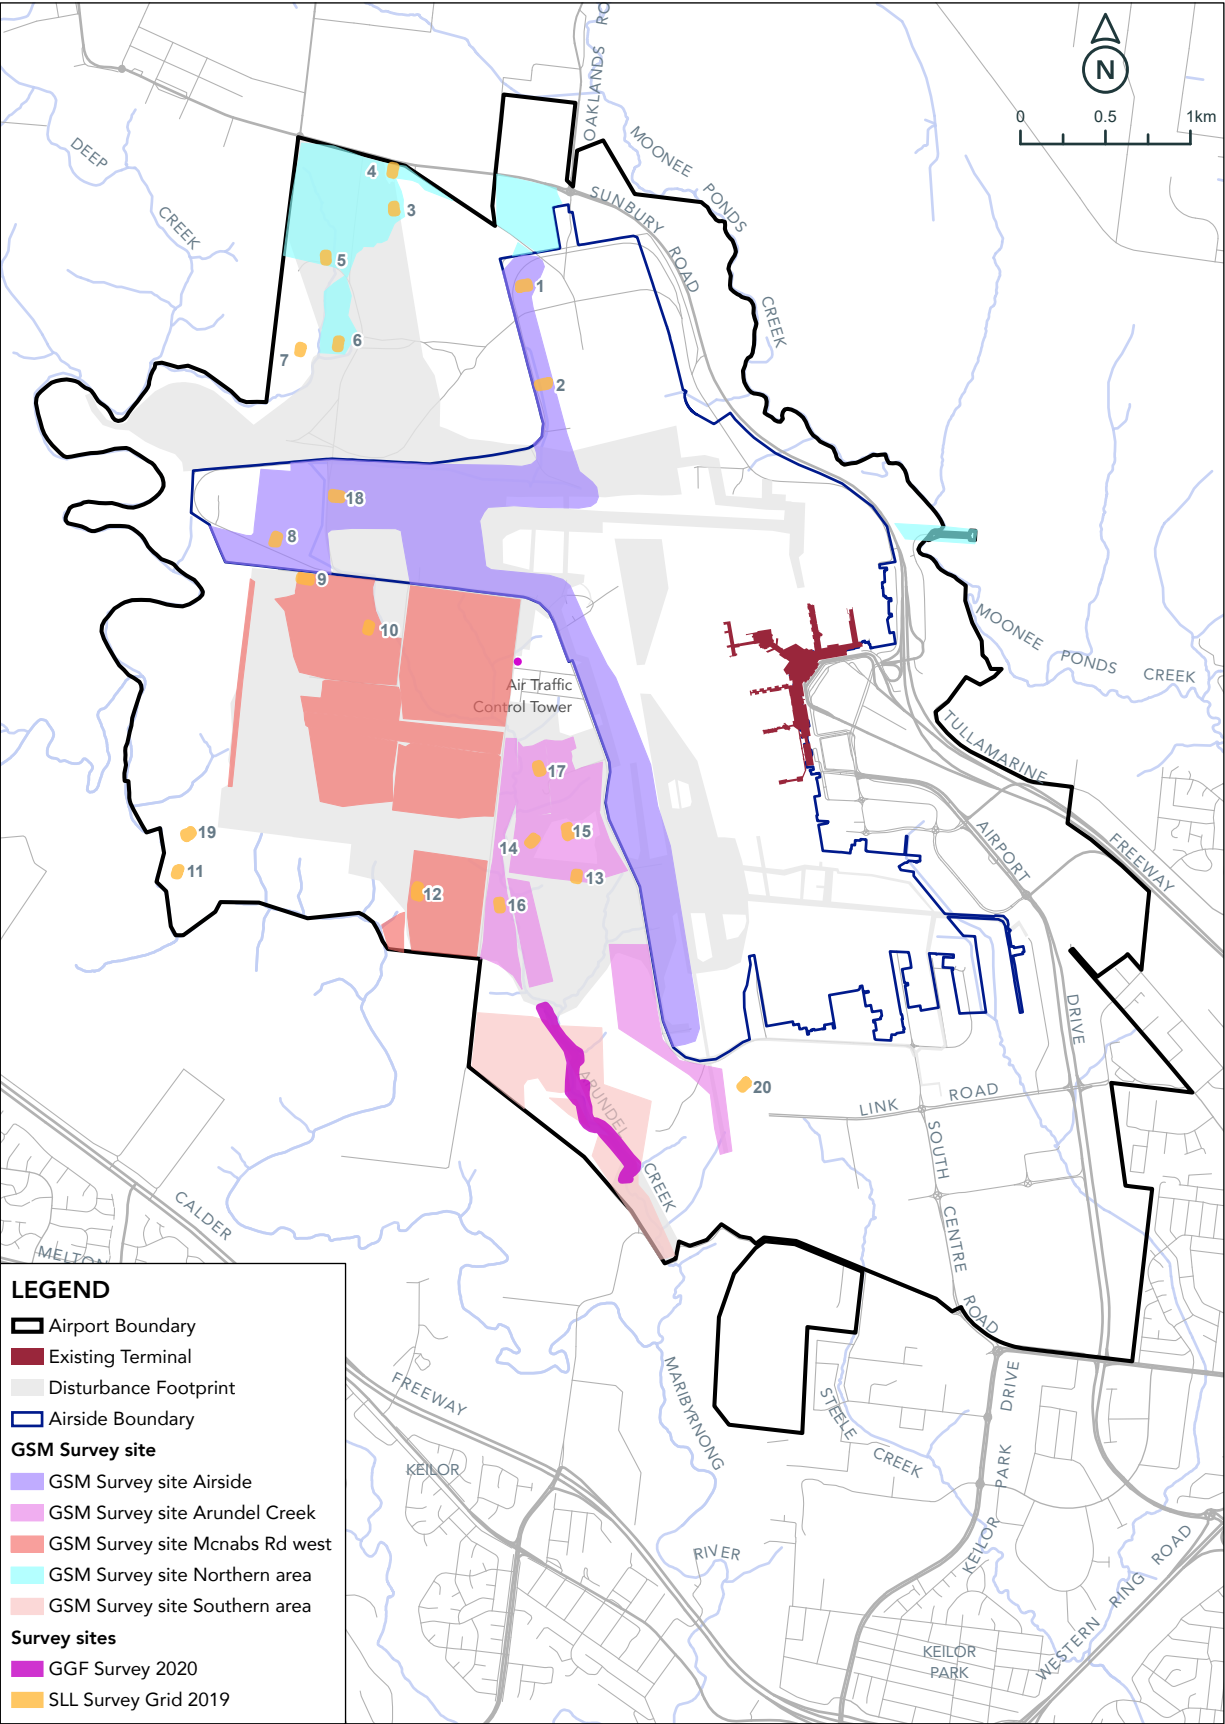 OAKLANDS RO
N
0 0.5 1km
DEEP
CREEK
MOONEE PONDS
CREEK
SUNBURY ROAD
4
3
5
1
6
7
2
18
8
9
10
Air Traffic
Control Tower
MOONEE PONDS CREEK
TULLAMARINE
FREEWAY
AIRPORT
DRIVE
17
15
14
13
19
11
12
16
20
ARUNDEL
CREEK
LINK ROAD
SOUTH
CENTRE
ROAD
CALDER
MELTON
FREEWAY
KEILOR
MARIBYRNONG
RIVER
STEELE
CREEK
KEILOR PARK DRIVE
KEILOR
PARK
WESTERN RING ROAD
LEGEND
Airport Boundary
Existing Terminal
Disturbance Footprint
Airside Boundary
GSM Survey site
GSM Survey site Airside
GSM Survey site Arundel Creek
GSM Survey site Mcnabs Rd west
GSM Survey site Northern area
GSM Survey site Southern area
Survey sites
GGF Survey 2020
SLL Survey Grid 2019